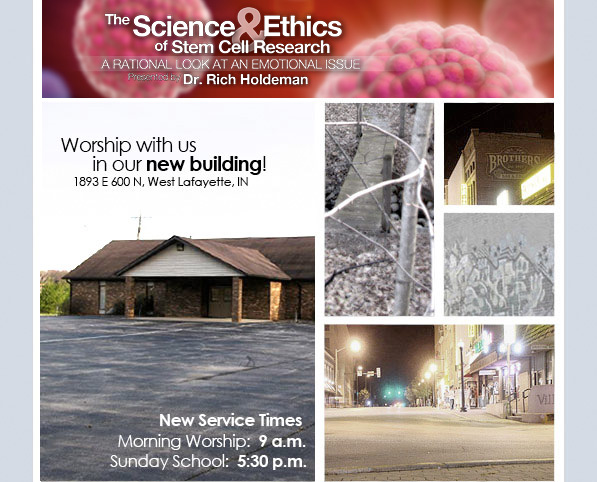 The Science & Ethics
of Stem Cell Research
A RATIONAL LOOK AT AN EMOTIONAL ISSUE
Presented by Dr. Rich Holdeman
Worship with us
in our new building!
1893 E 600 N, West Lafayette, IN
BROTHERS
New Service Times
Morning Worship: 9 a.m.
Sunday School: 5:30 p.m.